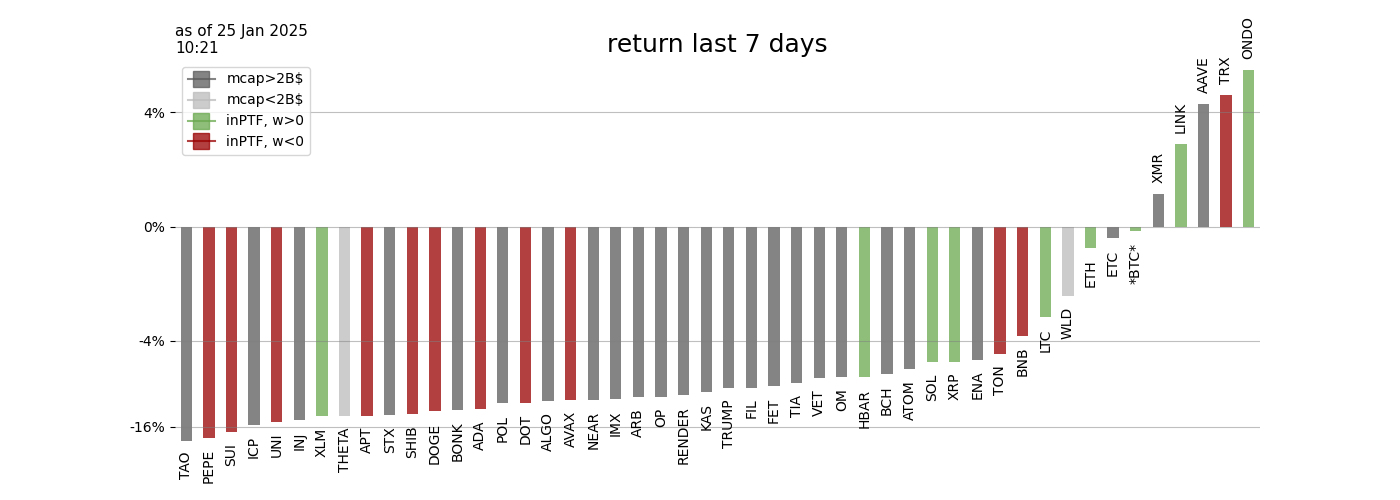 as of 25 Jan 2025
10:21
return last 7 days
mcap>2B$
mcap<2B$
inPTF, w>0
inPTF, w<0
4%
0%
-4%
-16%
TAO
PEPE
SUI
ICP
UNI
INJ
XLM
THETA
APT
STX
SHIB
DOGE
BONK
ADA
POL
DOT
ALGO
AVAX
NEAR
IMX
ARB
OP
RENDER
KAS
TRUMP
FIL
FET
TIA
VET
OM
HBAR
BCH
ATOM
SOL
XRP
ENA
TON
BNB
LTC
WLD
ETH
ETC
*BTC*
XMR
LINK
AAVE
TRX
ONDO